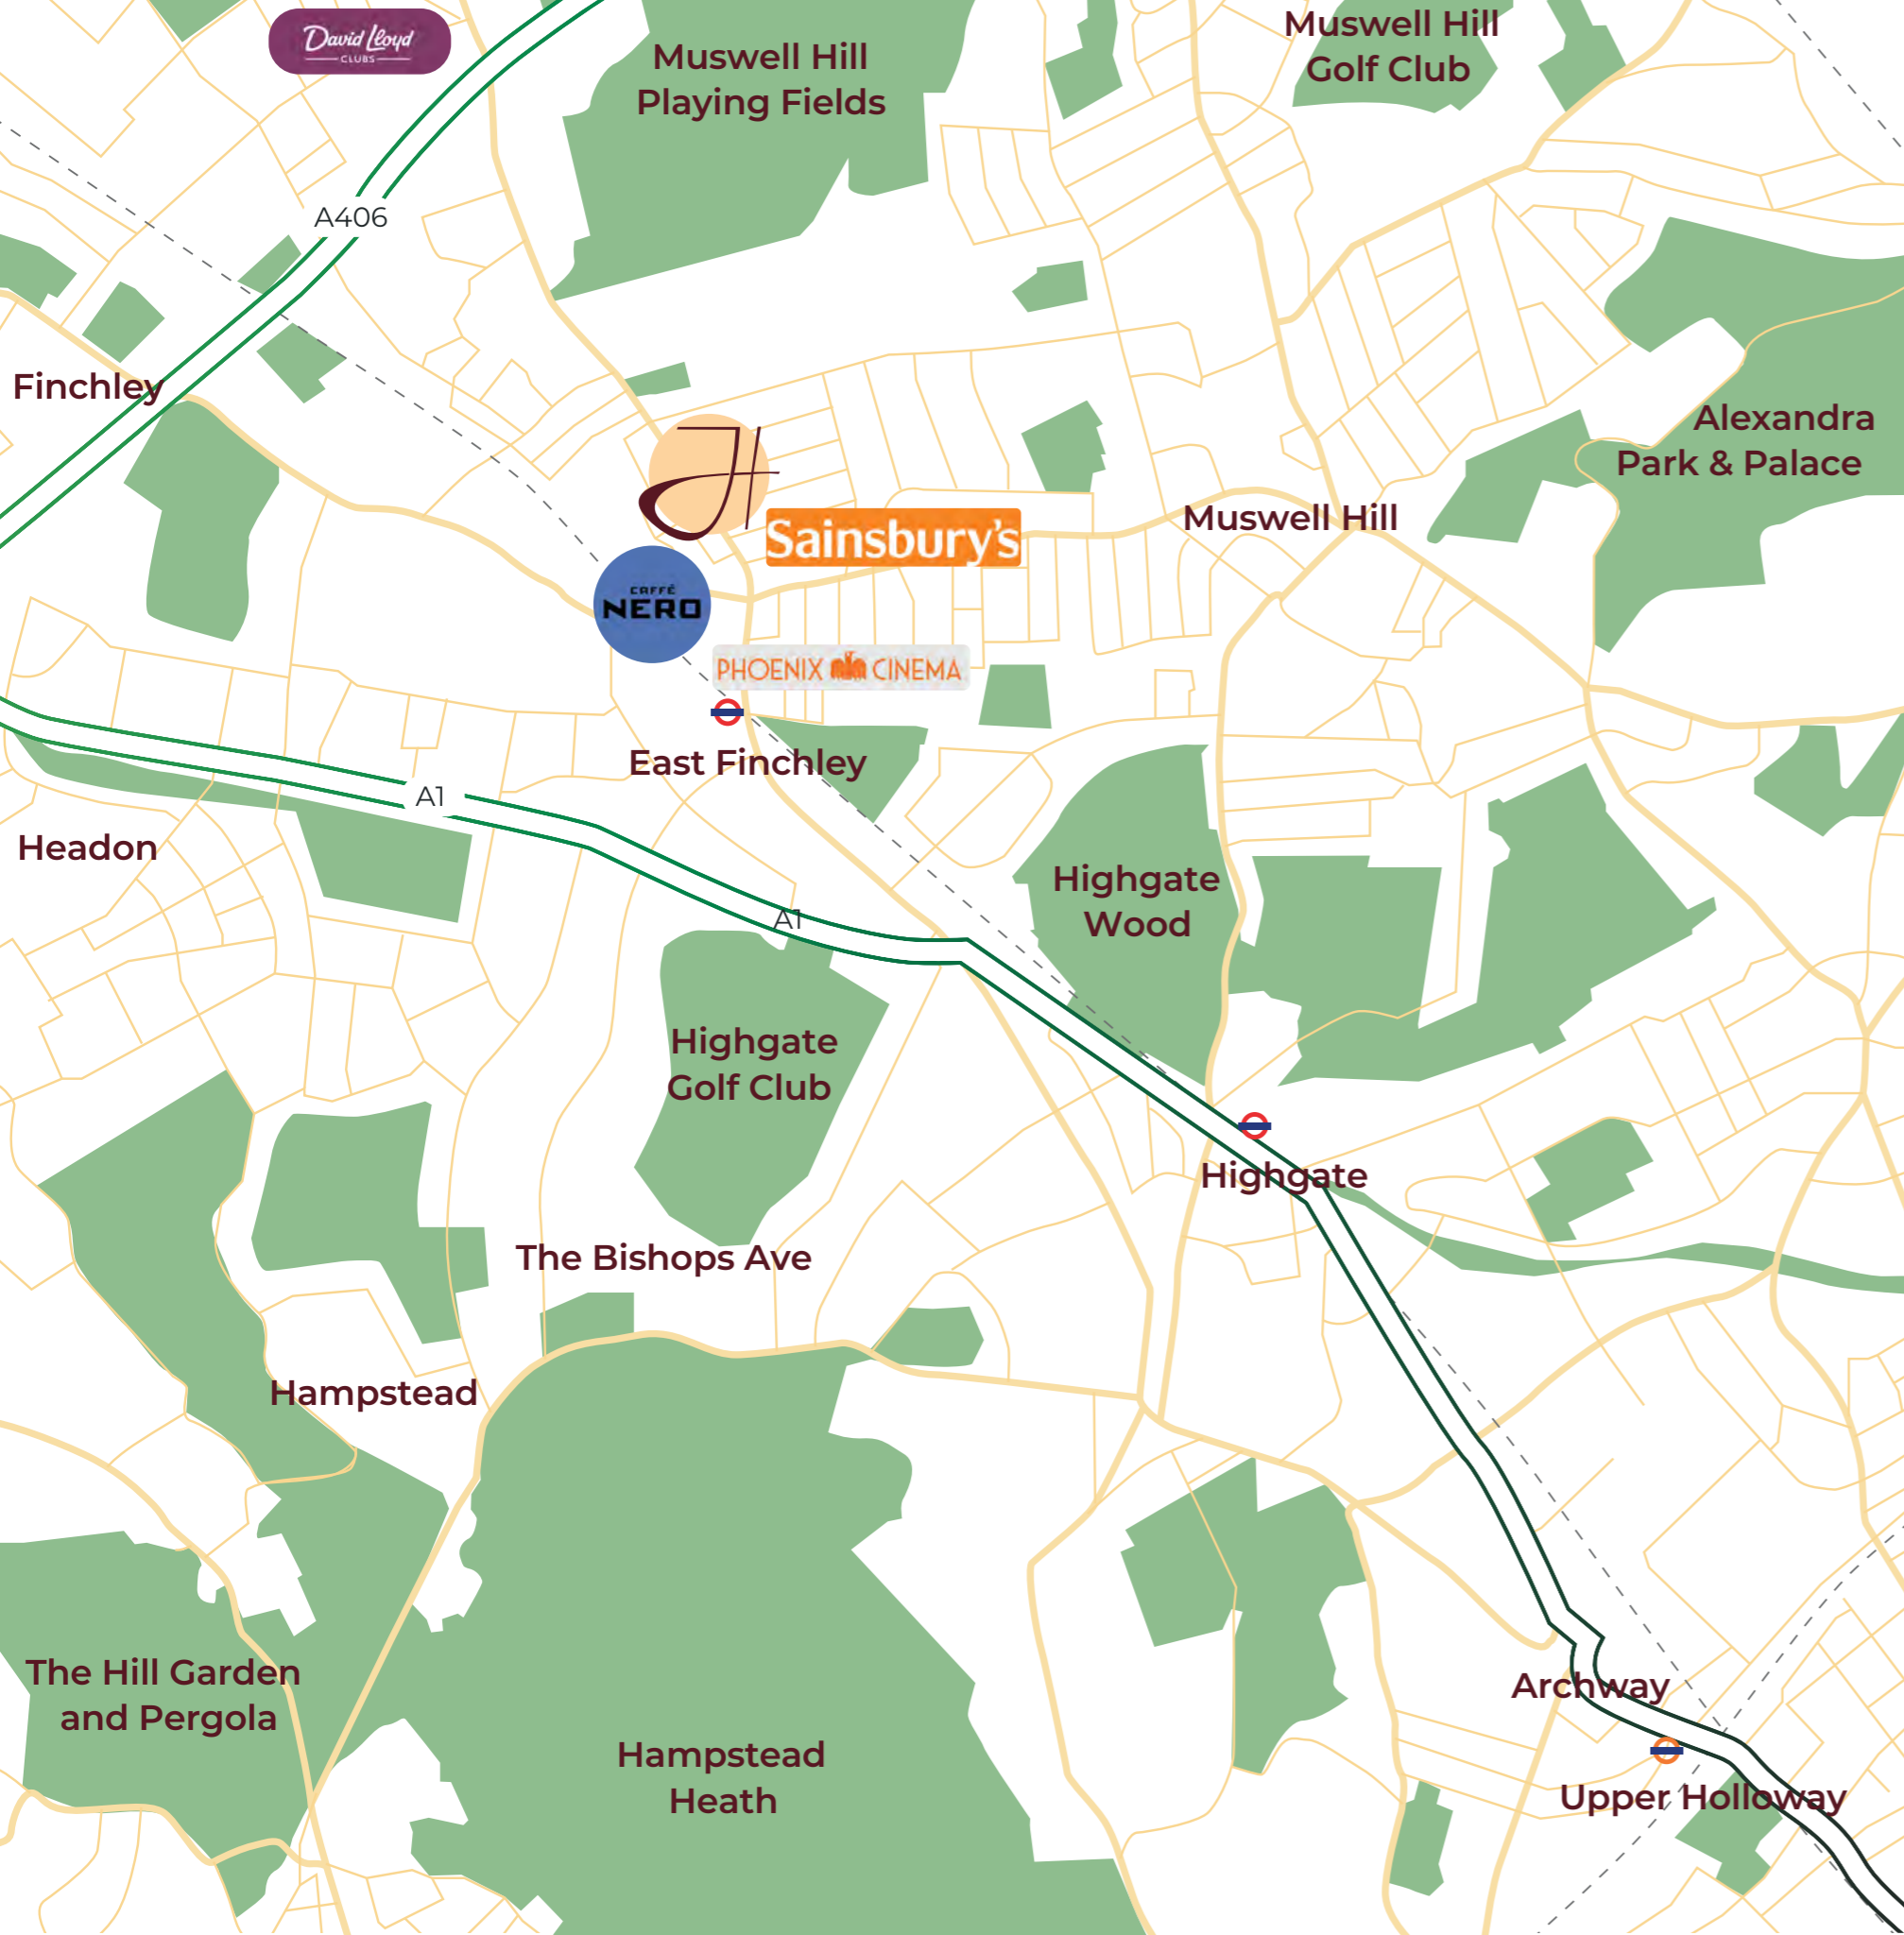 David Lloyd
CLUBS
Muswell Hill
Playing Fields
Muswell Hill
Golf Club
A406
Finchley
Alexandra
Park & Palace
JH
Sainsbury's
Muswell Hill
CAFFÈ
NERO
PHOENIX CINEMA
East Finchley
A1
Headon
Highgate
Wood
A1
Highgate
Golf Club
Highgate
The Bishops Ave
Hampstead
The Hill Garden
and Pergola
Archway
Hampstead
Heath
Upper Holloway